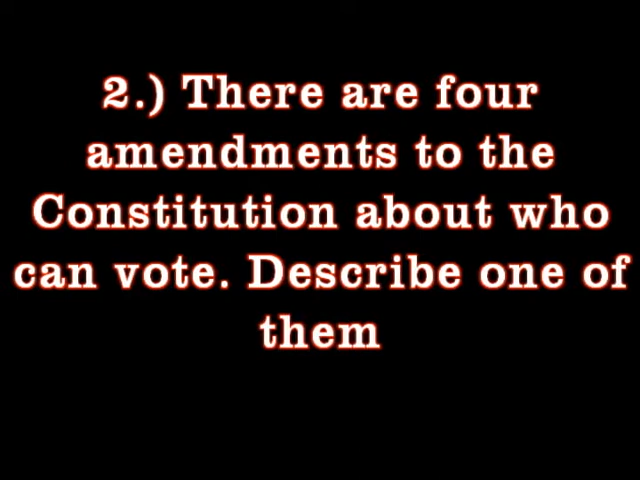 2.) There are four
amendments to the
Constitution about who
can vote. Describe one of
them